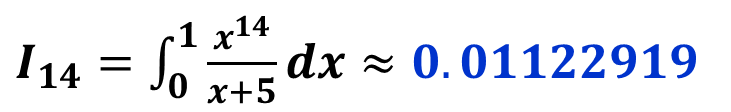 I₁₄ = ∫₀¹ x¹⁴/(x+5) dx ≈ 0.01122919